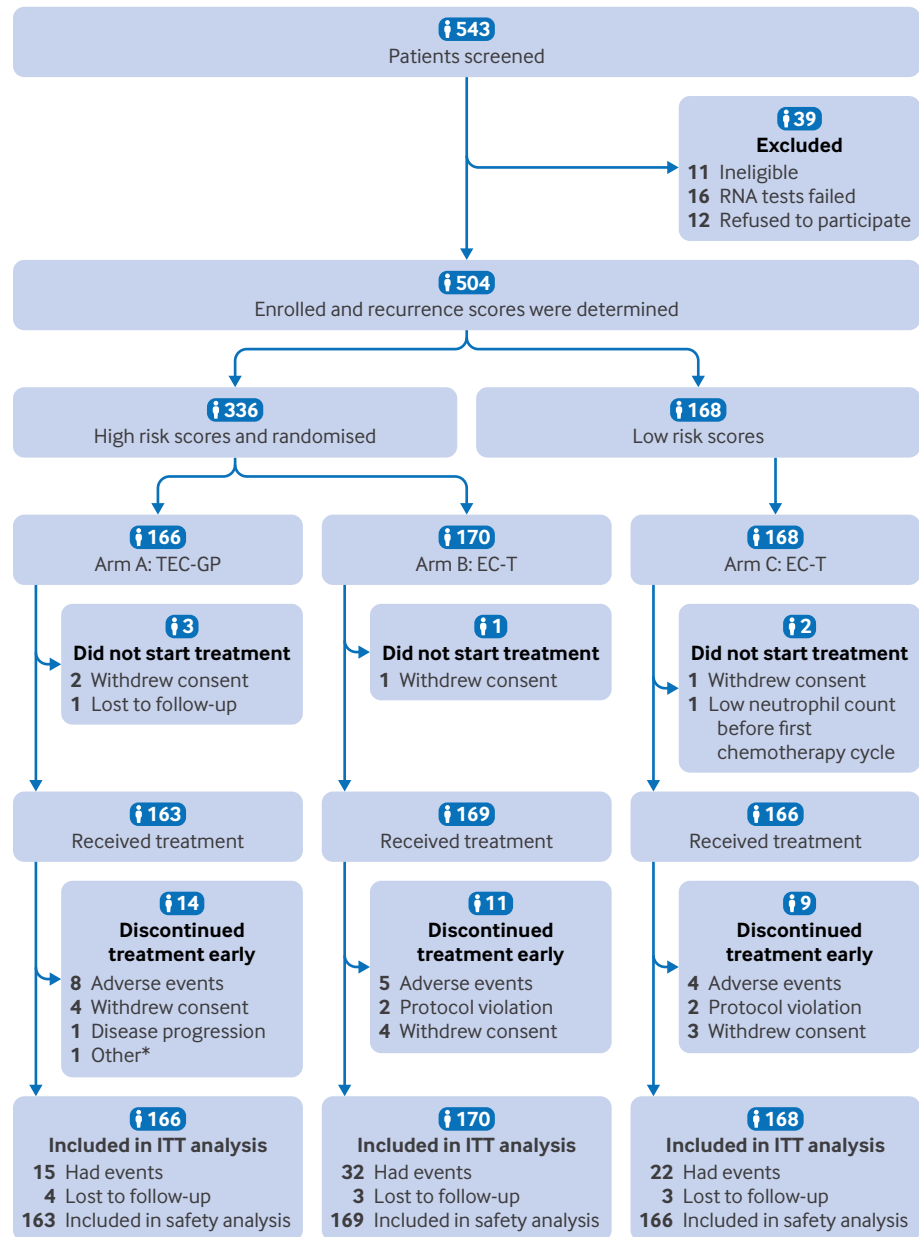 543
Patients screened
39
Excluded
11 Ineligible
16 RNA tests failed
12 Refused to participate
504
Enrolled and recurrence scores were determined
336
High risk scores and randomised
168
Low risk scores
166
Arm A: TEC-GP
170
Arm B: EC-T
168
Arm C: EC-T
3
Did not start treatment
2 Withdrew consent
1 Lost to follow-up
1
Did not start treatment
1 Withdrew consent
2
Did not start treatment
1 Withdrew consent
1 Low neutrophil count
before first
chemotherapy cycle
163
Received treatment
169
Received treatment
166
Received treatment
14
Discontinued
treatment early
8 Adverse events
4 Withdrew consent
1 Disease progression
1 Other*
11
Discontinued
treatment early
5 Adverse events
2 Protocol violation
4 Withdrew consent
9
Discontinued
treatment early
4 Adverse events
2 Protocol violation
3 Withdrew consent
166
Included in ITT analysis
15 Had events
4 Lost to follow-up
163 Included in safety analysis
170
Included in ITT analysis
32 Had events
3 Lost to follow-up
169 Included in safety analysis
168
Included in ITT analysis
22 Had events
3 Lost to follow-up
166 Included in safety analysis